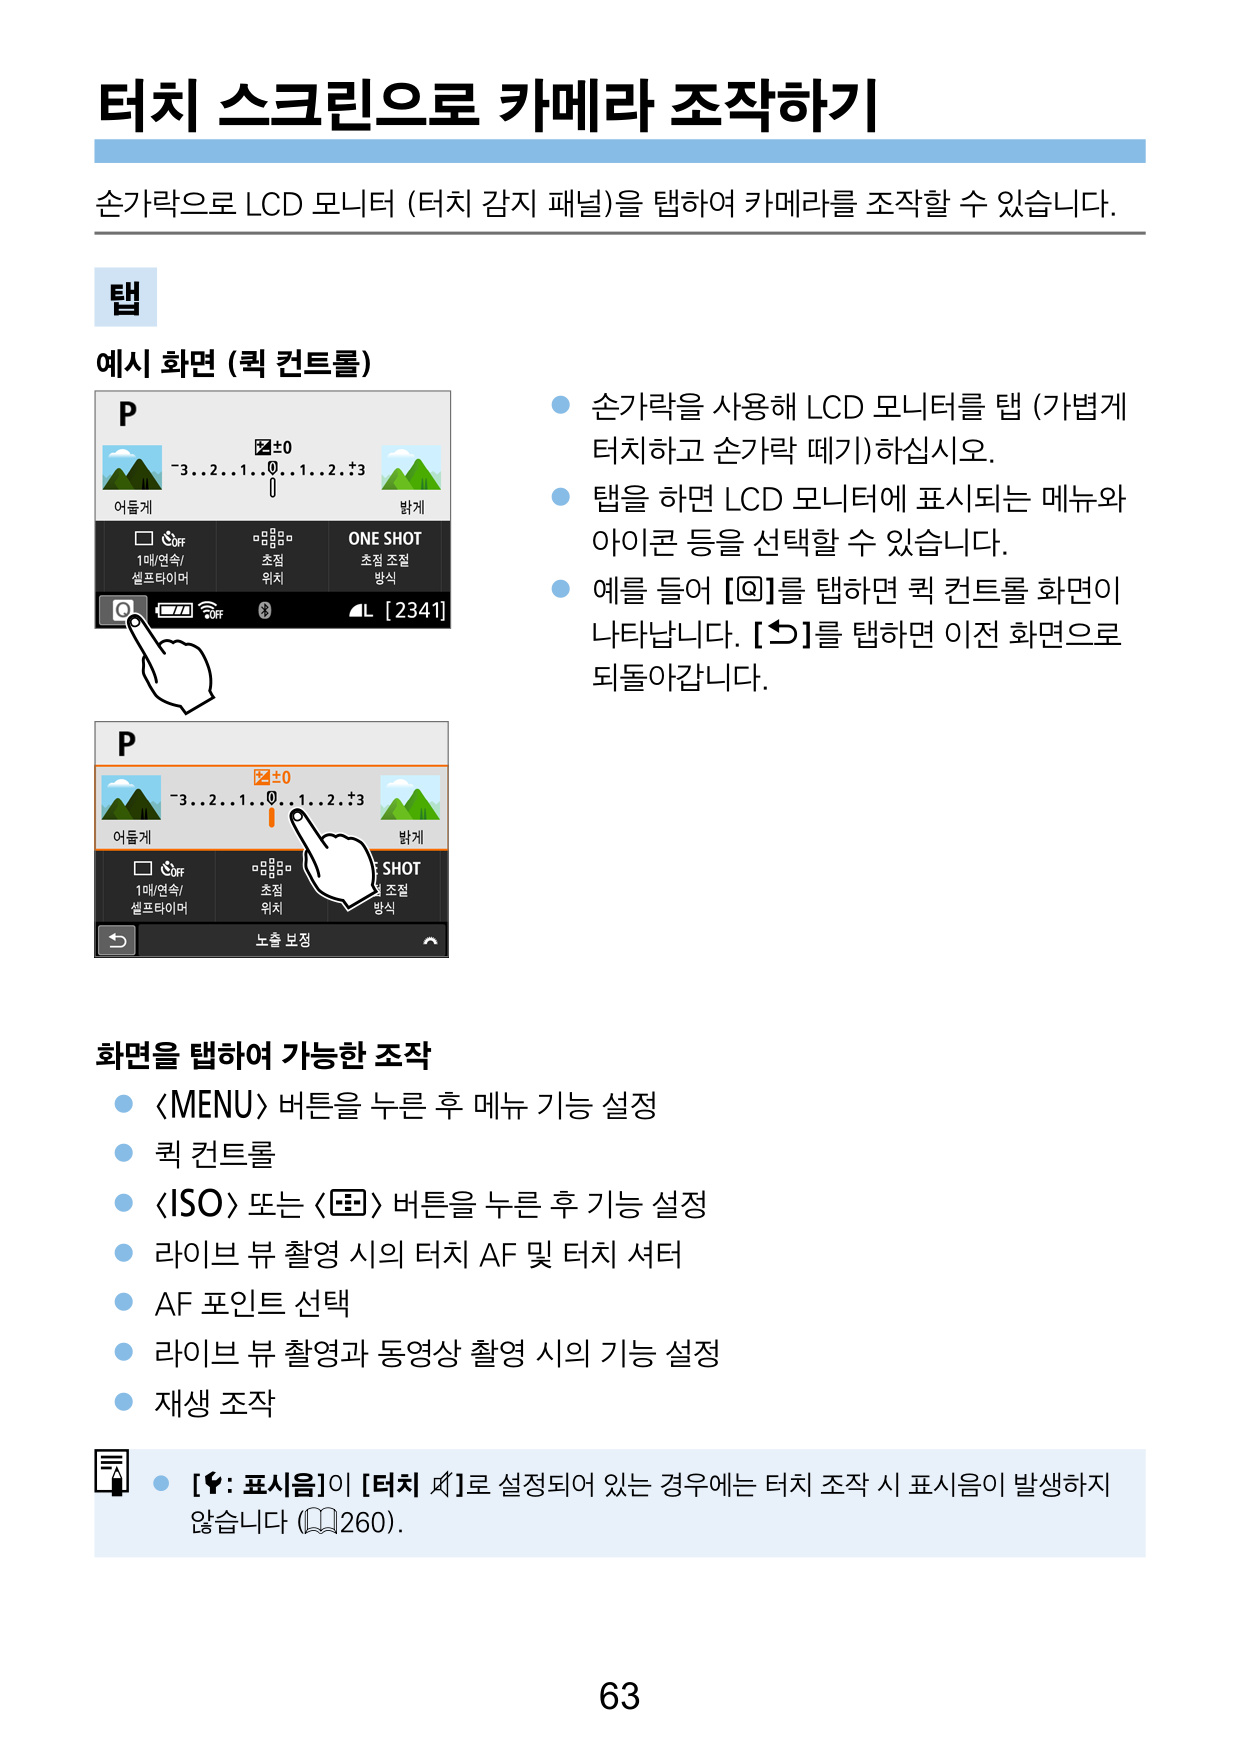 터치 스크린으로 카메라 조작하기
손가락으로 LCD 모니터 (터치 감지 패널)을 탭하여 카메라를 조작할 수 있습니다.
탭
예시 화면 (퀵 컨트롤)
P
±0
-3..2..1..0..1..2.+3
어둡게
밝게
OFF
ONE SHOT
1매/연속/
셀프타이머
초점
위치
초점 조절
방식
Q
OFF
L [2341]
P
±0
-3..2..1..0..1..2.+3
어둡게
밝게
OFF
SHOT
1매/연속/
셀프타이머
초점
위치
조절
방식
노출 보정
● 손가락을 사용해 LCD 모니터를 탭 (가볍게
터치하고 손가락 떼기)하십시오.
● 탭을 하면 LCD 모니터에 표시되는 메뉴와
아이콘 등을 선택할 수 있습니다.
● 예를 들어 [Q]를 탭하면 퀵 컨트롤 화면이
나타납니다. [⮌]를 탭하면 이전 화면으로
되돌아갑니다.
화면을 탭하여 가능한 조작
● 〈MENU〉 버튼을 누른 후 메뉴 기능 설정
● 퀵 컨트롤
● 〈ISO〉 또는 〈〉 버튼을 누른 후 기능 설정
● 라이브 뷰 촬영 시의 터치 AF 및 터치 셔터
● AF 포인트 선택
● 라이브 뷰 촬영과 동영상 촬영 시의 기능 설정
● 재생 조작
● [: 표시음]이 [터치 ]로 설정되어 있는 경우에는 터치 조작 시 표시음이 발생하지
않습니다 (260).
63